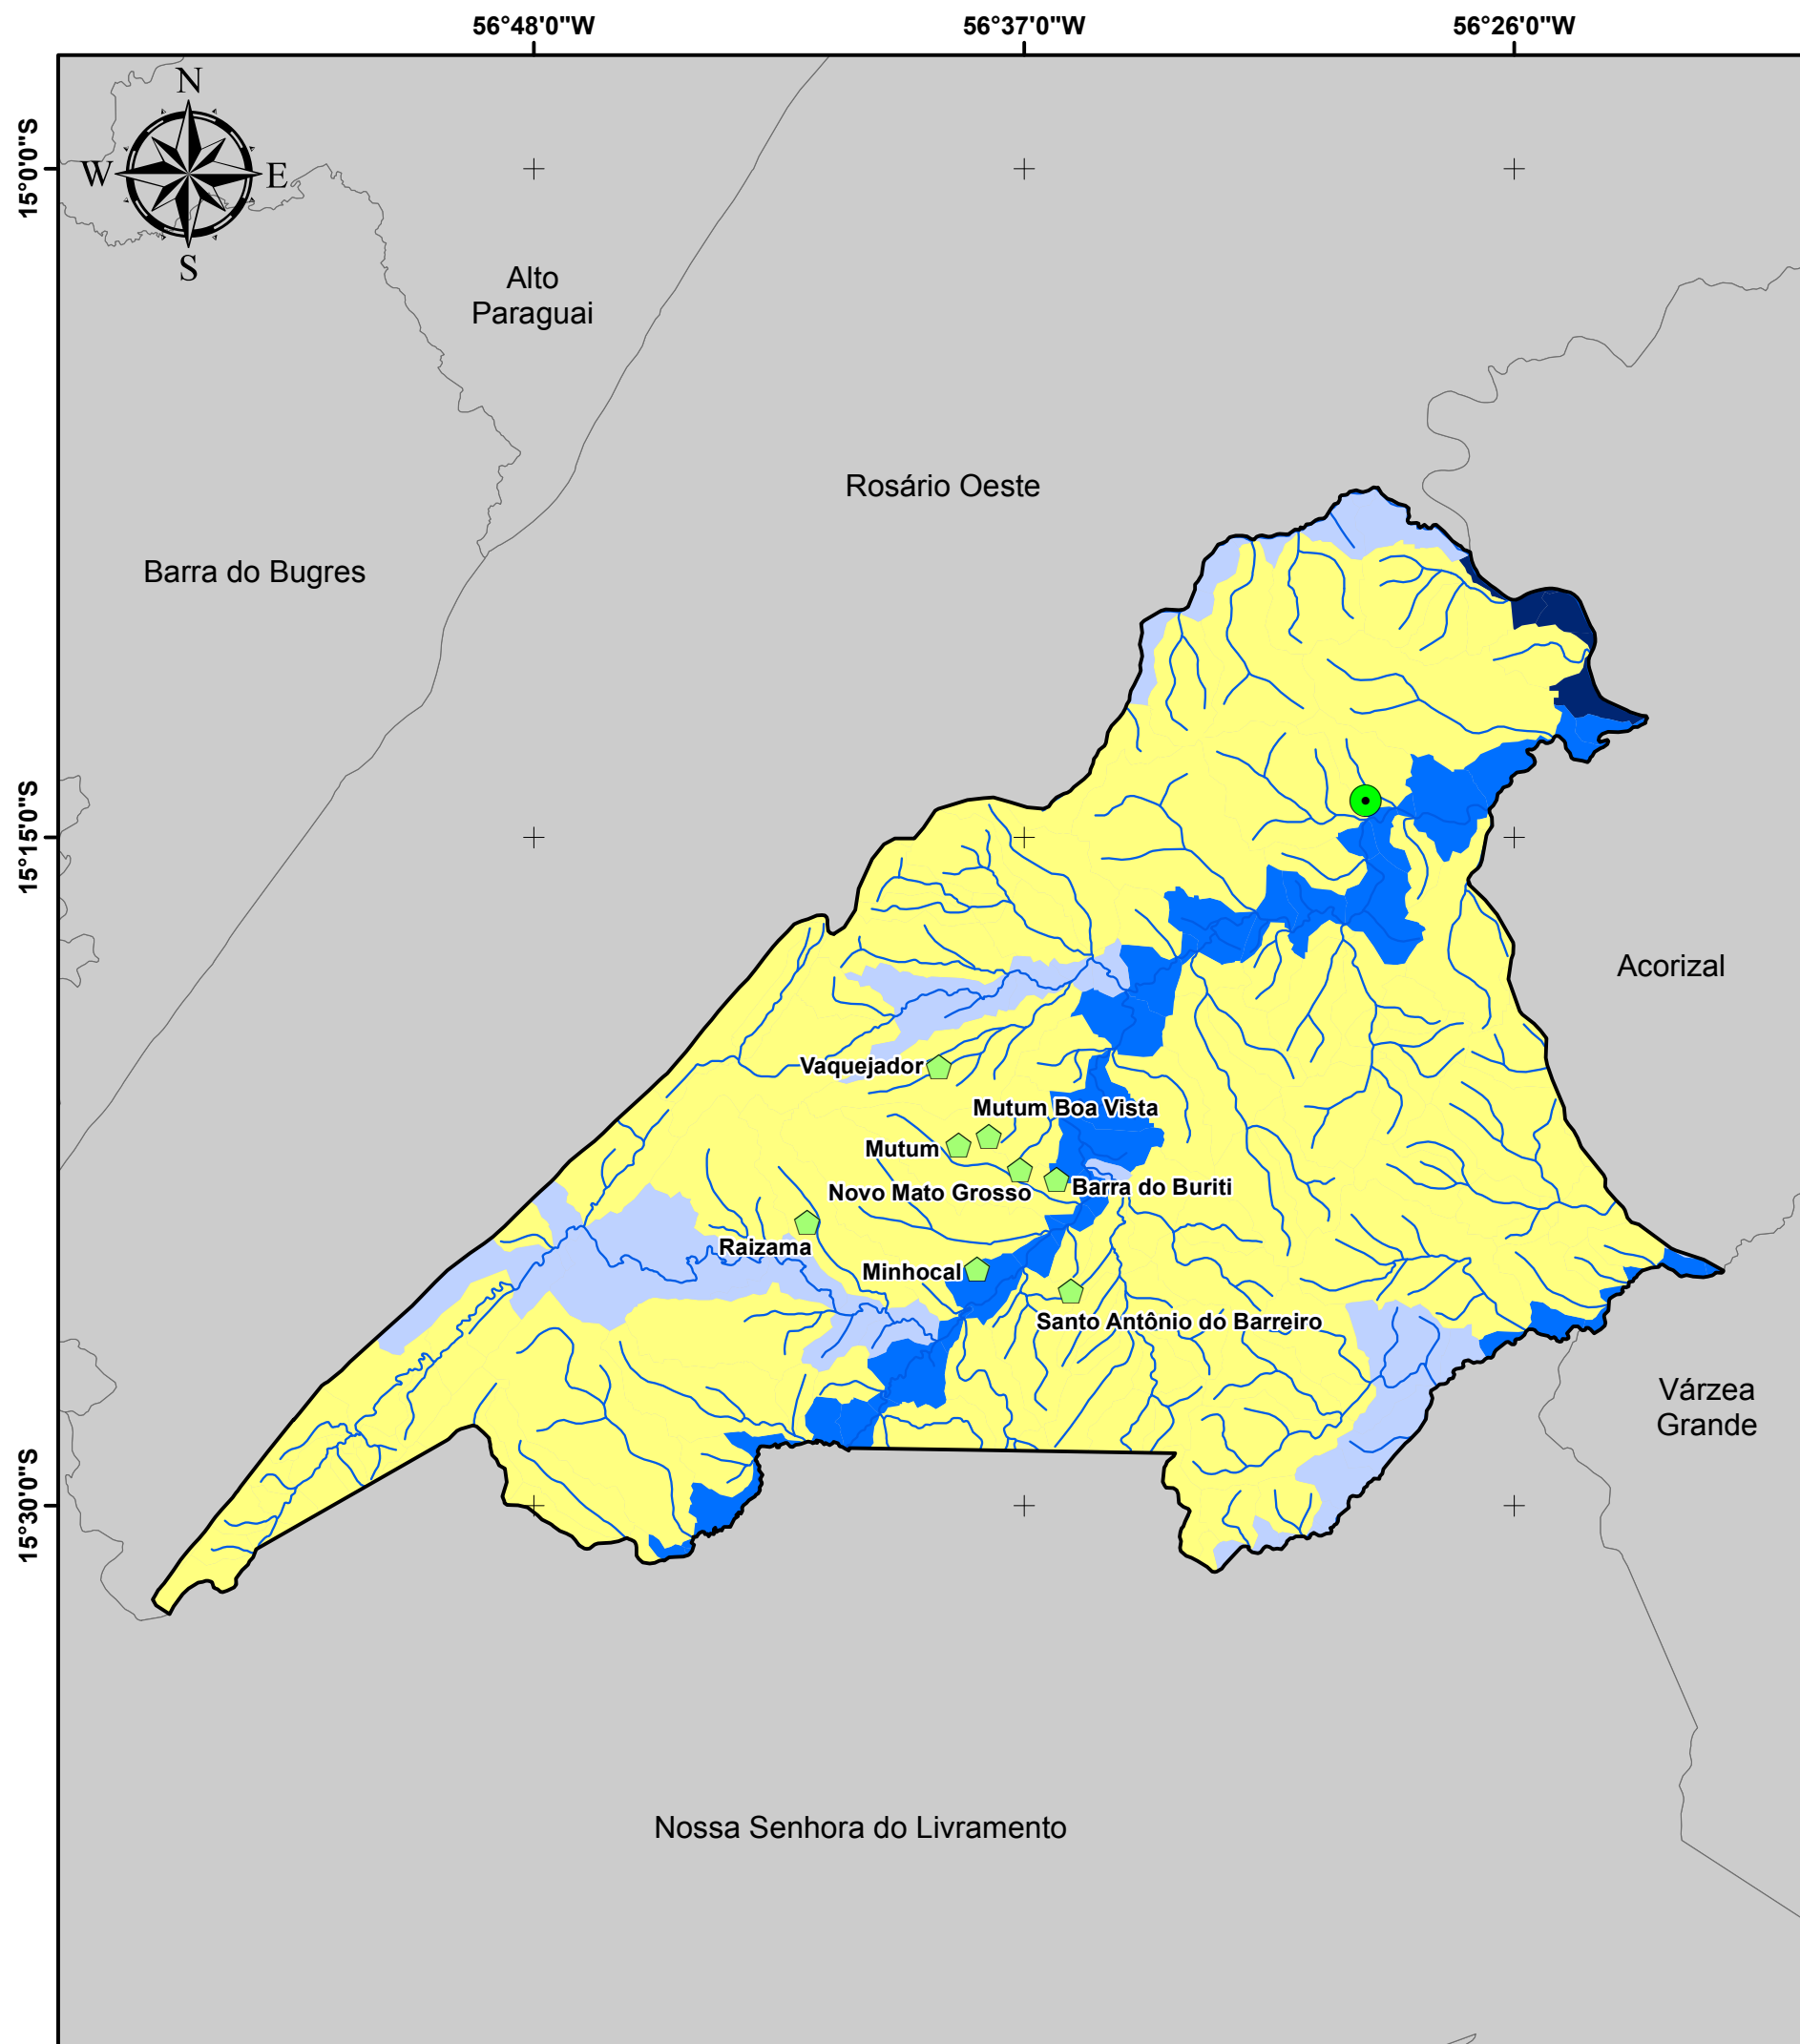 56°48'0"W
56°37'0"W
56°26'0"W
N
W
E
S
15°0'0"S
Alto
Paraguai
Rosário Oeste
Barra do Bugres
15°15'0"S
Acorizal
Vaquejador
Mutum Boa Vista
Mutum
Novo Mato Grosso
Barra do Buriti
Raizama
Minhocal
Santo Antônio do Barreiro
Várzea
Grande
15°30'0"S
Nossa Senhora do Livramento